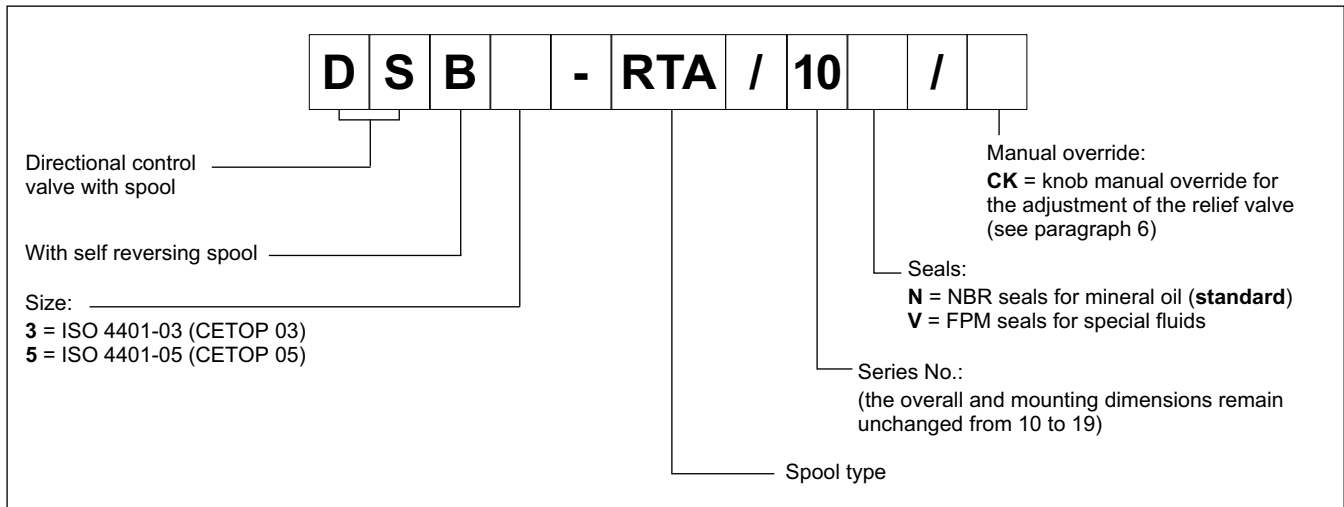 DSB - RTA / 10 /
Directional control
valve with spool
With self reversing spool
Size:
3 = ISO 4401-03 (CETOP 03)
5 = ISO 4401-05 (CETOP 05)
Manual override:
CK = knob manual override for
the adjustment of the relief valve
(see paragraph 6)
Seals:
N = NBR seals for mineral oil (standard)
V = FPM seals for special fluids
Series No.:
(the overall and mounting dimensions remain
unchanged from 10 to 19)
Spool type